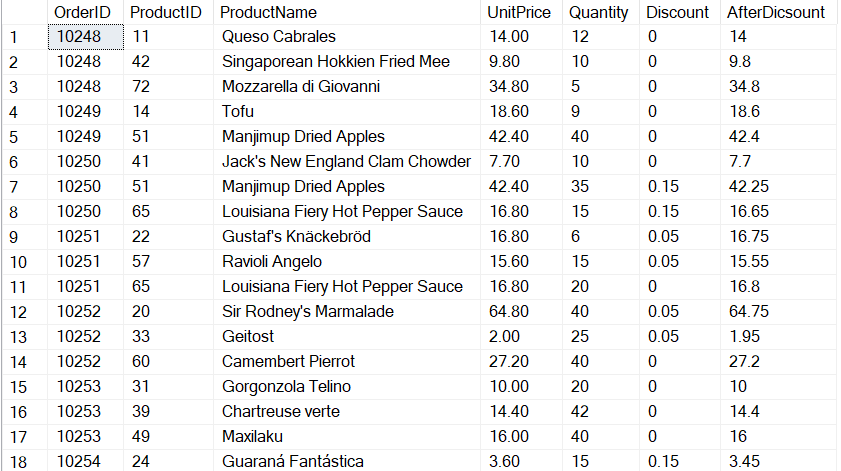 OrderID ProductID ProductName UnitPrice Quantity Discount AfterDicsount
1 10248 11 Queso Cabrales 14.00 12 0 14
2 10248 42 Singaporean Hokkien Fried Mee 9.80 10 0 9.8
3 10248 72 Mozzarella di Giovanni 34.80 5 0 34.8
4 10249 14 Tofu 18.60 9 0 18.6
5 10249 51 Manjimup Dried Apples 42.40 40 0 42.4
6 10250 41 Jack's New England Clam Chowder 7.70 10 0 7.7
7 10250 51 Manjimup Dried Apples 42.40 35 0.15 42.25
8 10250 65 Louisiana Fiery Hot Pepper Sauce 16.80 15 0.15 16.65
9 10251 22 Gustaf's Knäckebröd 16.80 6 0.05 16.75
10 10251 57 Ravioli Angelo 15.60 15 0.05 15.55
11 10251 65 Louisiana Fiery Hot Pepper Sauce 16.80 20 0 16.8
12 10252 20 Sir Rodney's Marmalade 64.80 40 0.05 64.75
13 10252 33 Geitost 2.00 25 0.05 1.95
14 10252 60 Camembert Pierrot 27.20 40 0 27.2
15 10253 31 Gorgonzola Telino 10.00 20 0 10
16 10253 39 Chartreuse verte 14.40 42 0 14.4
17 10253 49 Maxilaku 16.00 40 0 16
18 10254 24 Guaraná Fantástica 3.60 15 0.15 3.45